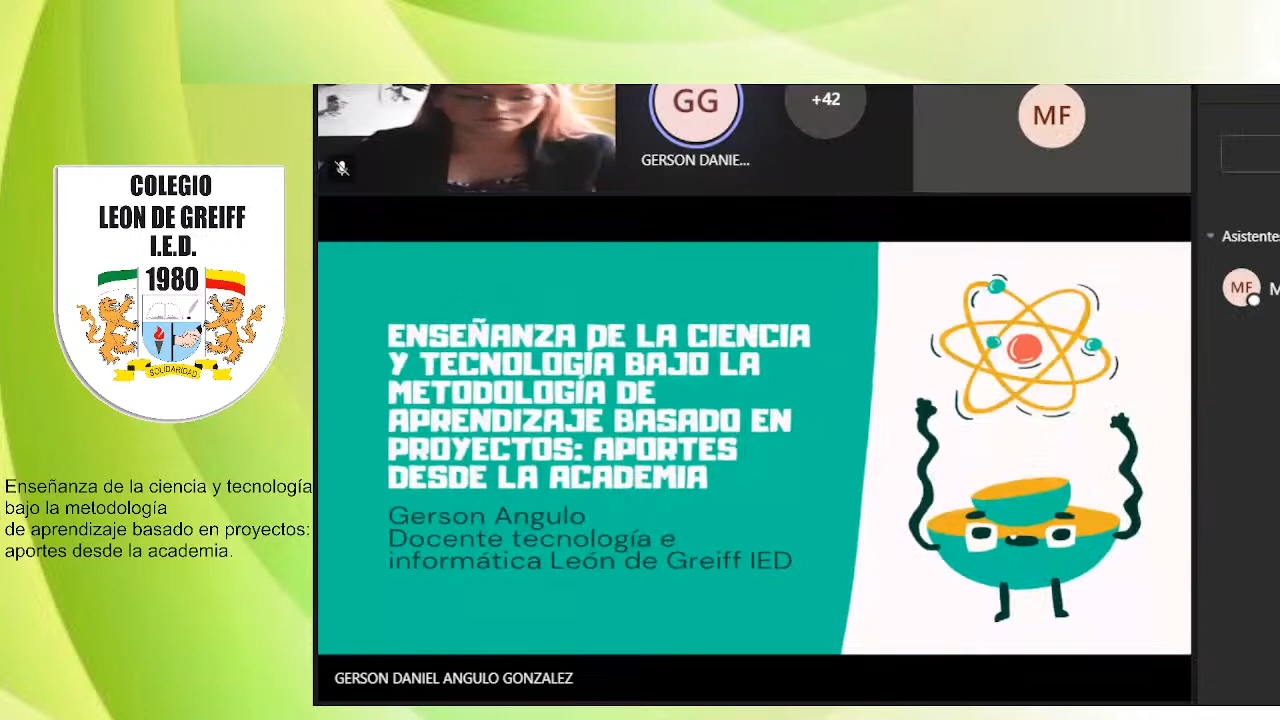 COLEGIO
LEON DE GREIFF
I.E.D.
1980
SOLIDARIDAD
Enseñanza de la ciencia y tecnología
bajo la metodología
de aprendizaje basado en proyectos:
aportes desde la academia.
GG
GERSON DANIE...
+42
MF
ENSEÑANZA DE LA CIENCIA
Y TECNOLOGÍA BAJO LA
METODOLOGÍA DE
APRENDIZAJE BASADO EN
PROYECTOS: APORTES
DESDE LA ACADEMIA
Gerson Angulo
Docente tecnología e
informática León de Greiff IED
GERSON DANIEL ANGULO GONZALEZ
Asistentes
MF
M